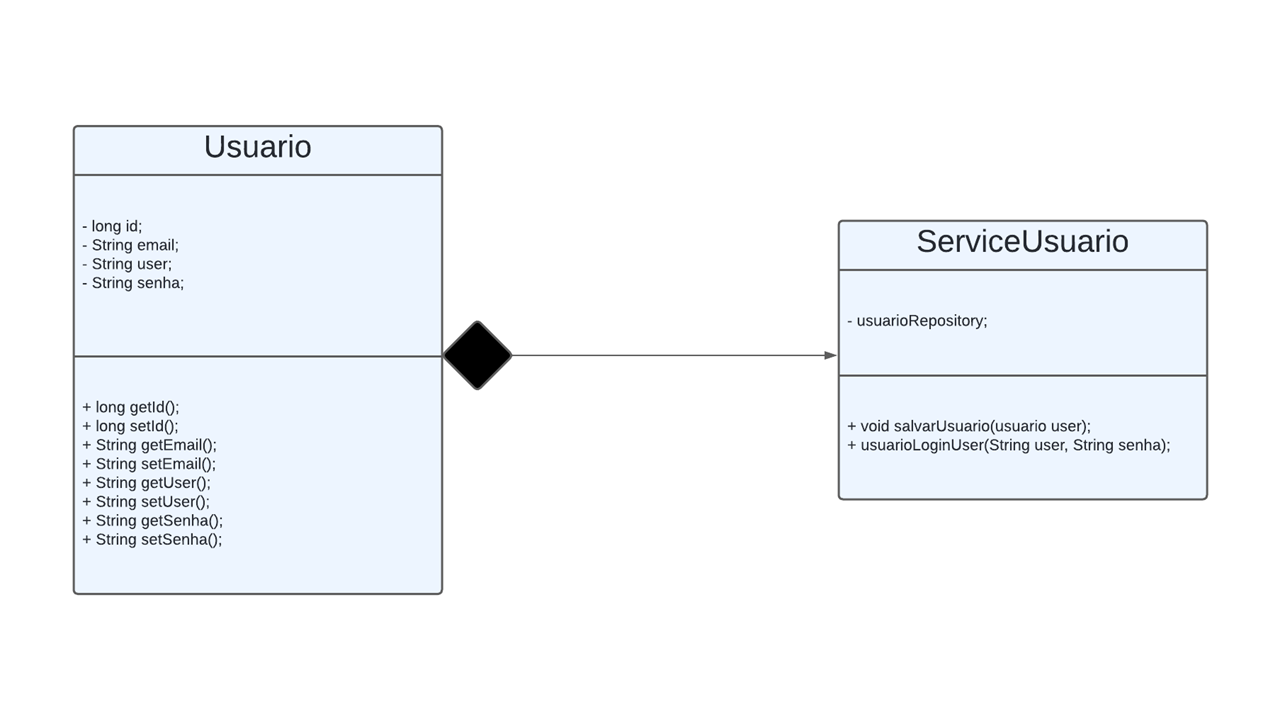 Usuario
- long id;
- String email;
- String user;
- String senha;
+ long getId();
+ long setId();
+ String getEmail();
+ String setEmail();
+ String getUser();
+ String setUser();
+ String getSenha();
+ String setSenha();
ServiceUsuario
- usuarioRepository;
+ void salvarUsuario(usuario user);
+ usuarioLoginUser(String user, String senha);